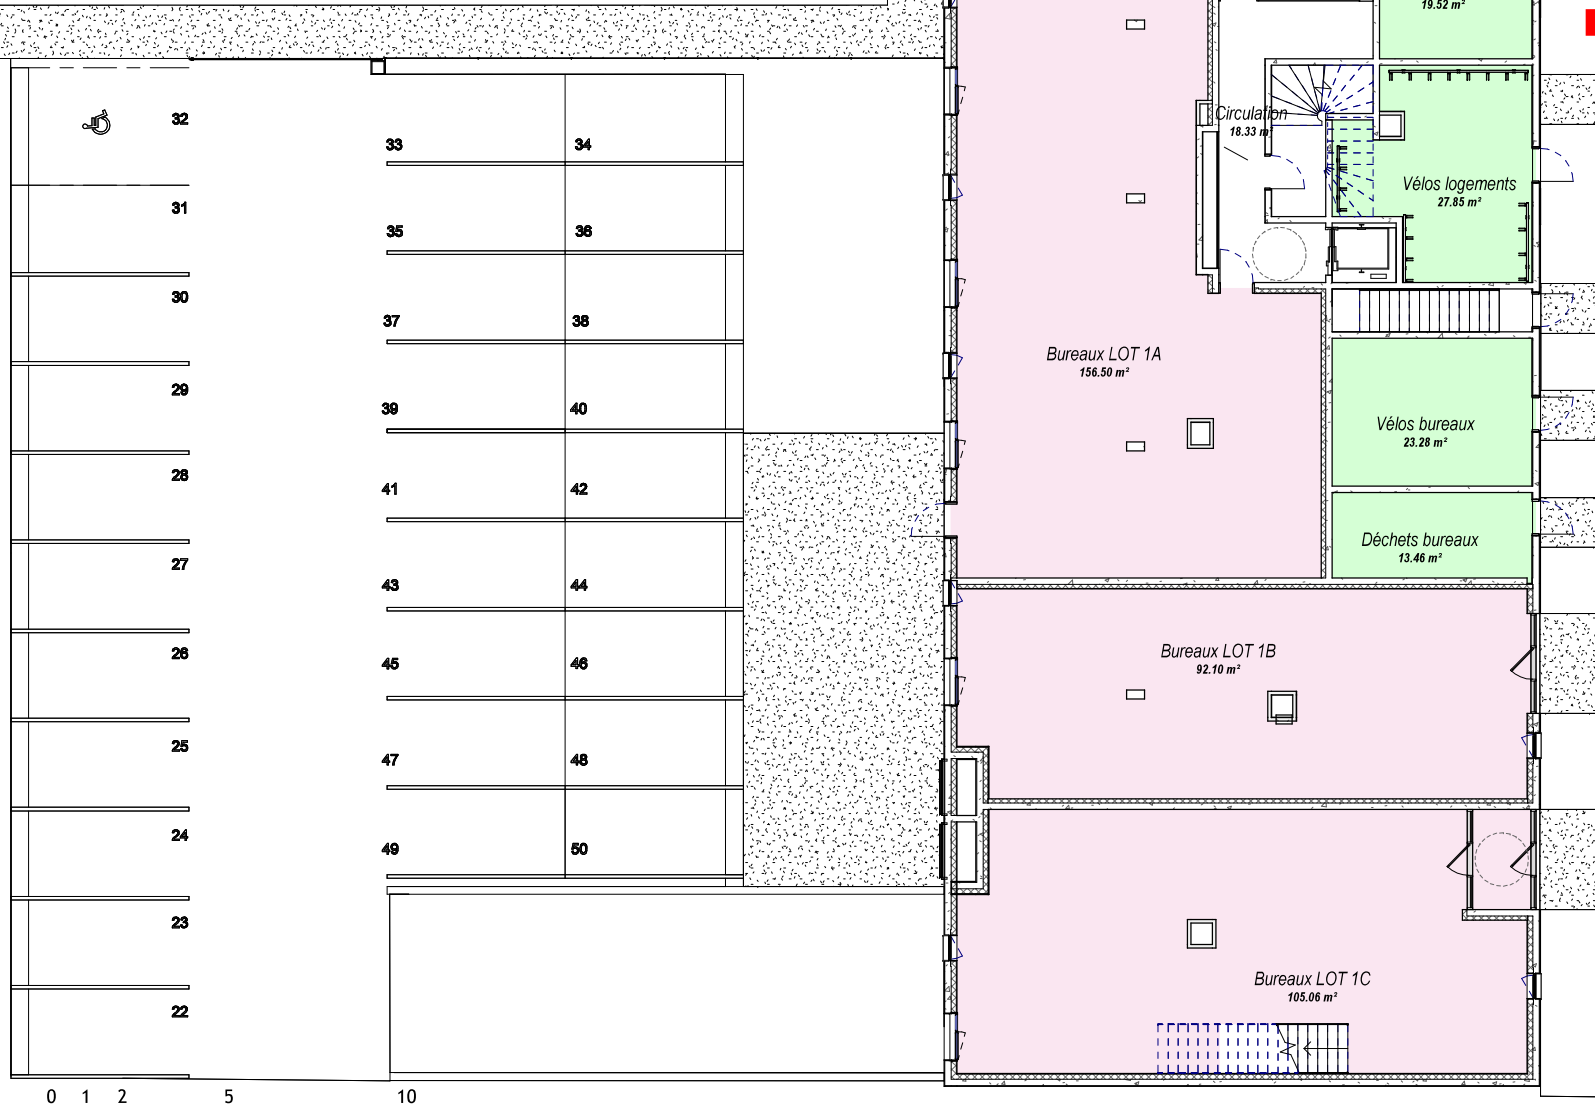 19.52 m²
32
Circulation
18.33 m²
33
34
Vélos logements
27.85 m²
31
35
36
30
37
38
Bureaux LOT 1A
156.50 m²
29
39
40
Vélos bureaux
23.28 m²
28
41
42
Déchets bureaux
13.46 m²
27
43
44
26
45
46
Bureaux LOT 1B
92.10 m²
25
47
48
24
49
50
23
Bureaux LOT 1C
105.06 m²
22
0 1 2 5 10